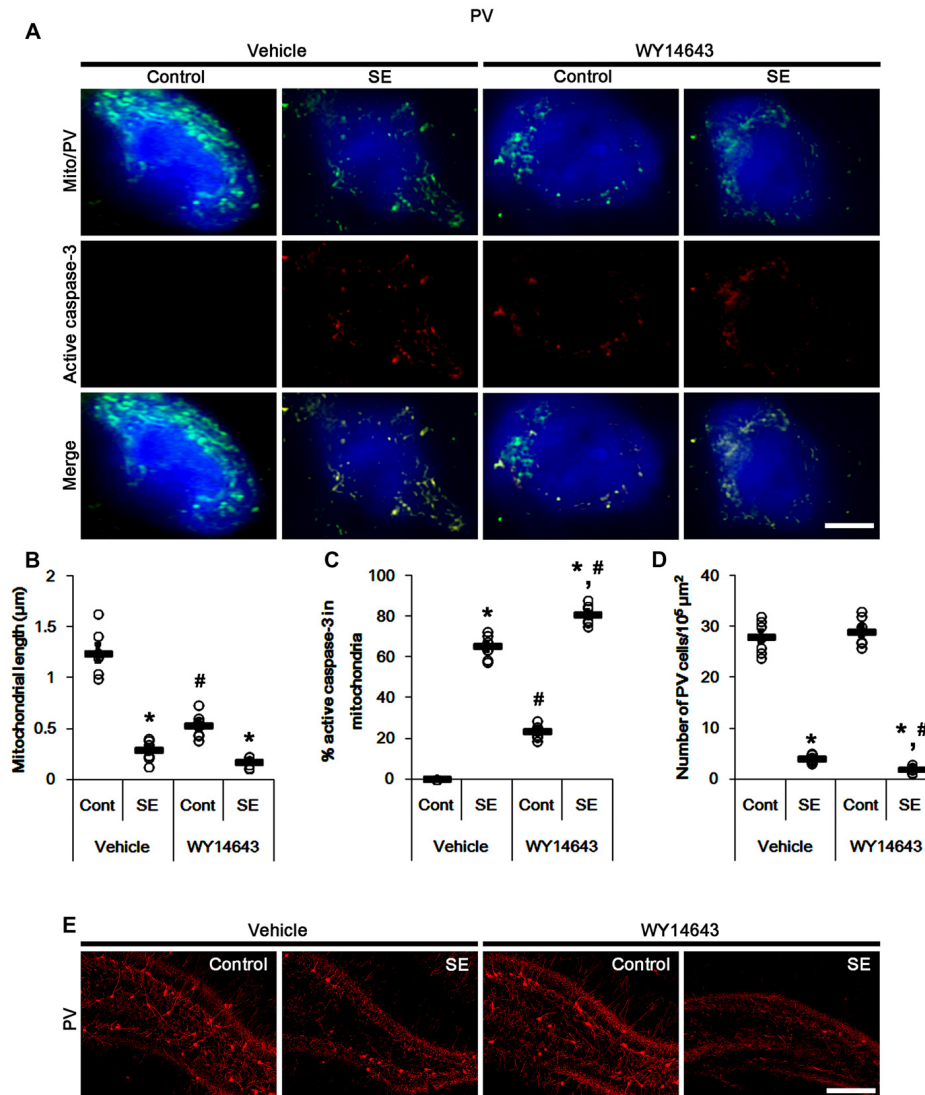 PV
A
Vehicle
WY14643
Control
SE
Control
SE
Mito/PV
Active caspase-3
Merge
B
Mitochondrial length (μm)
2
1.5
1
0.5
0
*
#
*
Cont
SE
Cont
SE
Vehicle
WY14643
C
% active caspase-3 in
mitochondria
100
80
60
40
20
0
*
#
*, #
Cont
SE
Cont
SE
Vehicle
WY14643
D
Number of PV cells/10⁵ μm²
40
30
20
10
0
*
*, #
Cont
SE
Cont
SE
Vehicle
WY14643
E
Vehicle
WY14643
PV
Control
SE
Control
SE